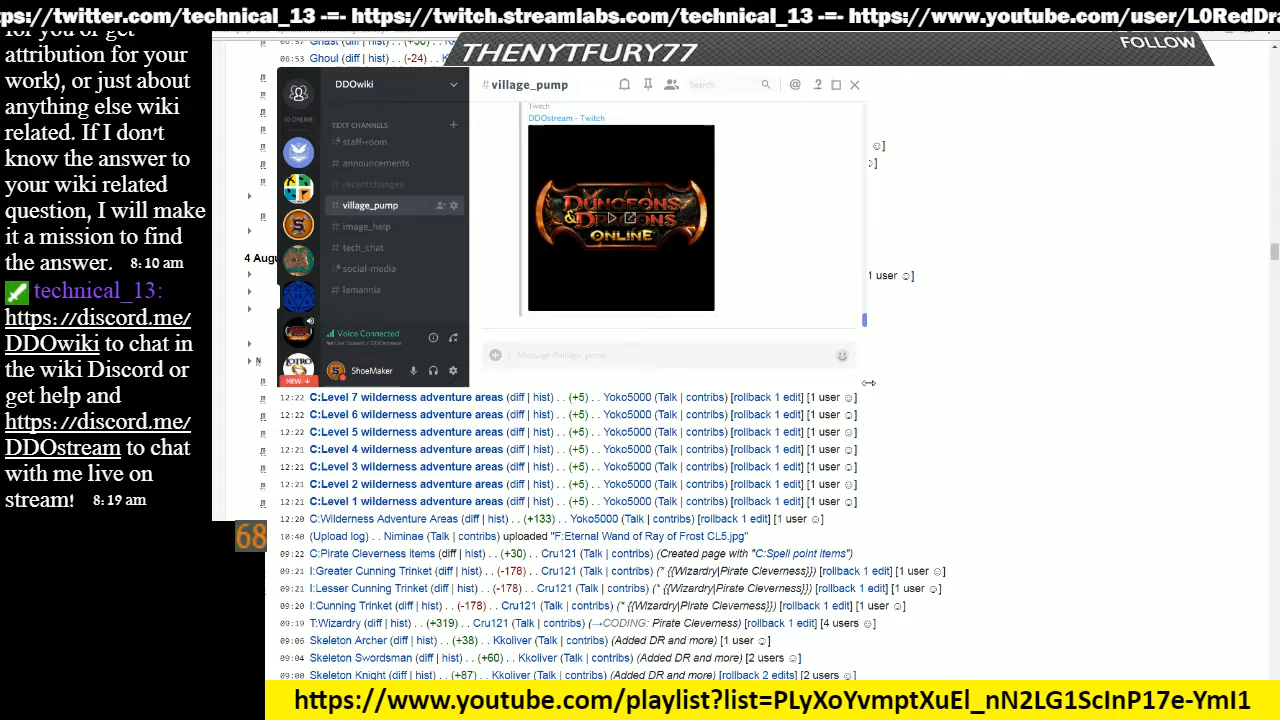 ps://twitter.com/technical_13 -=- https://twitch.streamlabs.com/technical_13 -=- https://www.youtube.com/user/L0RedDra
for you or get
attribution for your
work), or just about
anything else wiki
related. If I don't
know the answer to
your wiki related
question, I will make
it a mission to find
the answer. 8:10 am
technical_13:
https://discord.me/
DDOwiki to chat in
the wiki Discord or
get help and
https://discord.me/
DDOstream to chat
with me live on
stream! 8:19 am
68
THENYTFURY77
FOLLOW
06:53 Ghoul (diff | hist) . . (-24)
DDOwiki
10 ONLINE
TEXT CHANNELS
staff-room
# announcements
# recentchanges
# village_pump
# image_help
# tech_chat
# social-media
# lamannia
Voice Connected
Live Stream / DDOstream
ShoeMaker
NEW
# village_pump
Search
Twitch
DDOstream - Twitch
DUNGEONS
& DRAGONS
ONLINE
Message #village_pump
4 Augu
1 user ☺]
12:22 C:Level 7 wilderness adventure areas (diff | hist) . . (+5) . . Yoko5000 (Talk | contribs) [rollback 1 edit] [1 user ☺]
12:22 C:Level 6 wilderness adventure areas (diff | hist) . . (+5) . . Yoko5000 (Talk | contribs) [rollback 1 edit] [1 user ☺]
12:22 C:Level 5 wilderness adventure areas (diff | hist) . . (+5) . . Yoko5000 (Talk | contribs) [rollback 1 edit] [1 user ☺]
12:21 C:Level 4 wilderness adventure areas (diff | hist) . . (+5) . . Yoko5000 (Talk | contribs) [rollback 1 edit] [1 user ☺]
12:21 C:Level 3 wilderness adventure areas (diff | hist) . . (+5) . . Yoko5000 (Talk | contribs) [rollback 1 edit] [1 user ☺]
12:21 C:Level 2 wilderness adventure areas (diff | hist) . . (+5) . . Yoko5000 (Talk | contribs) [rollback 1 edit] [1 user ☺]
12:21 C:Level 1 wilderness adventure areas (diff | hist) . . (+5) . . Yoko5000 (Talk | contribs) [rollback 1 edit] [1 user ☺]
12:20 C:Wilderness Adventure Areas (diff | hist) . . (+133) . . Yoko5000 (Talk | contribs) [rollback 1 edit] [1 user ☺]
10:40 (Upload log) . . Niminae (Talk | contribs) uploaded "F:Eternal Wand of Ray of Frost CL5.jpg"
09:22 C:Pirate Cleverness items (diff | hist) . . (+30) . . Cru121 (Talk | contribs) (Created page with "C:Spell point items")
09:21 I:Greater Cunning Trinket (diff | hist) . . (-178) . . Cru121 (Talk | contribs) (* {{Wizardry|Pirate Cleverness}}) [rollback 1 edit] [1 user ☺]
09:21 I:Lesser Cunning Trinket (diff | hist) . . (-178) . . Cru121 (Talk | contribs) (* {{Wizardry|Pirate Cleverness}}) [rollback 1 edit] [1 user ☺]
09:20 I:Cunning Trinket (diff | hist) . . (-178) . . Cru121 (Talk | contribs) (* {{Wizardry|Pirate Cleverness}}) [rollback 1 edit] [1 user ☺]
09:19 T:Wizardry (diff | hist) . . (+319) . . Cru121 (Talk | contribs) (→CODING: Pirate Cleverness) [rollback 1 edit] [4 users ☺]
09:06 Skeleton Archer (diff | hist) . . (+38) . . Kkoliver (Talk | contribs) (Added DR and more) [1 user ☺]
09:04 Skeleton Swordsman (diff | hist) . . (+60) . . Kkoliver (Talk | contribs) (Added DR and more) [2 users ☺]
09:00 Skeleton Knight (diff | hist) . . (+87) . . Kkoliver (Talk | contribs) (Added DR and more) [rollback 2 edits] [2 users ☺]
https://www.youtube.com/playlist?list=PLyXoYvmptXuEl_nN2LG1ScInP17e-YmI1